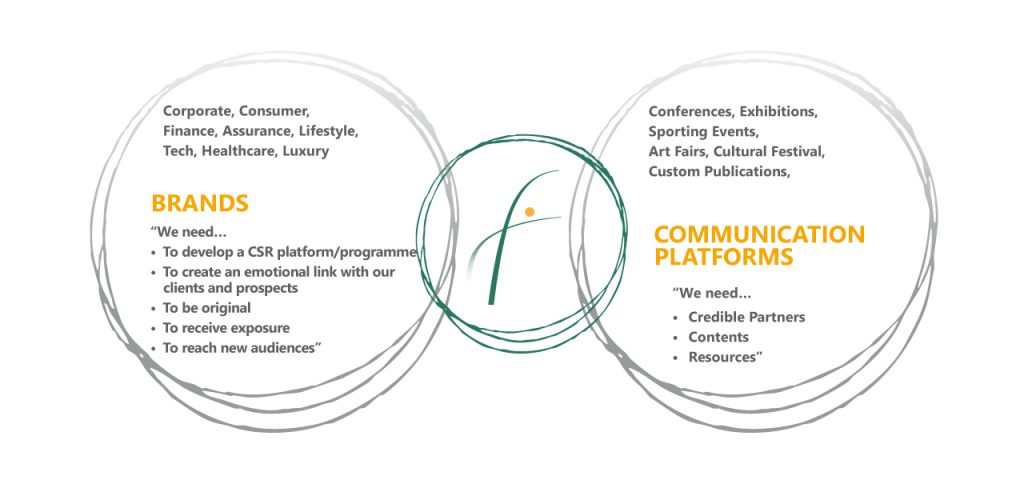 Corporate, Consumer,
Finance, Assurance, Lifestyle,
Tech, Healthcare, Luxury
BRANDS
“We need...
• To develop a CSR platform/programme
• To create an emotional link with our
clients and prospects
• To be original
• To receive exposure
• To reach new audiences”
Conferences, Exhibitions,
Sporting Events,
Art Fairs, Cultural Festival,
Custom Publications,
COMMUNICATION
PLATFORMS
“We need...
• Credible Partners
• Contents
• Resources”